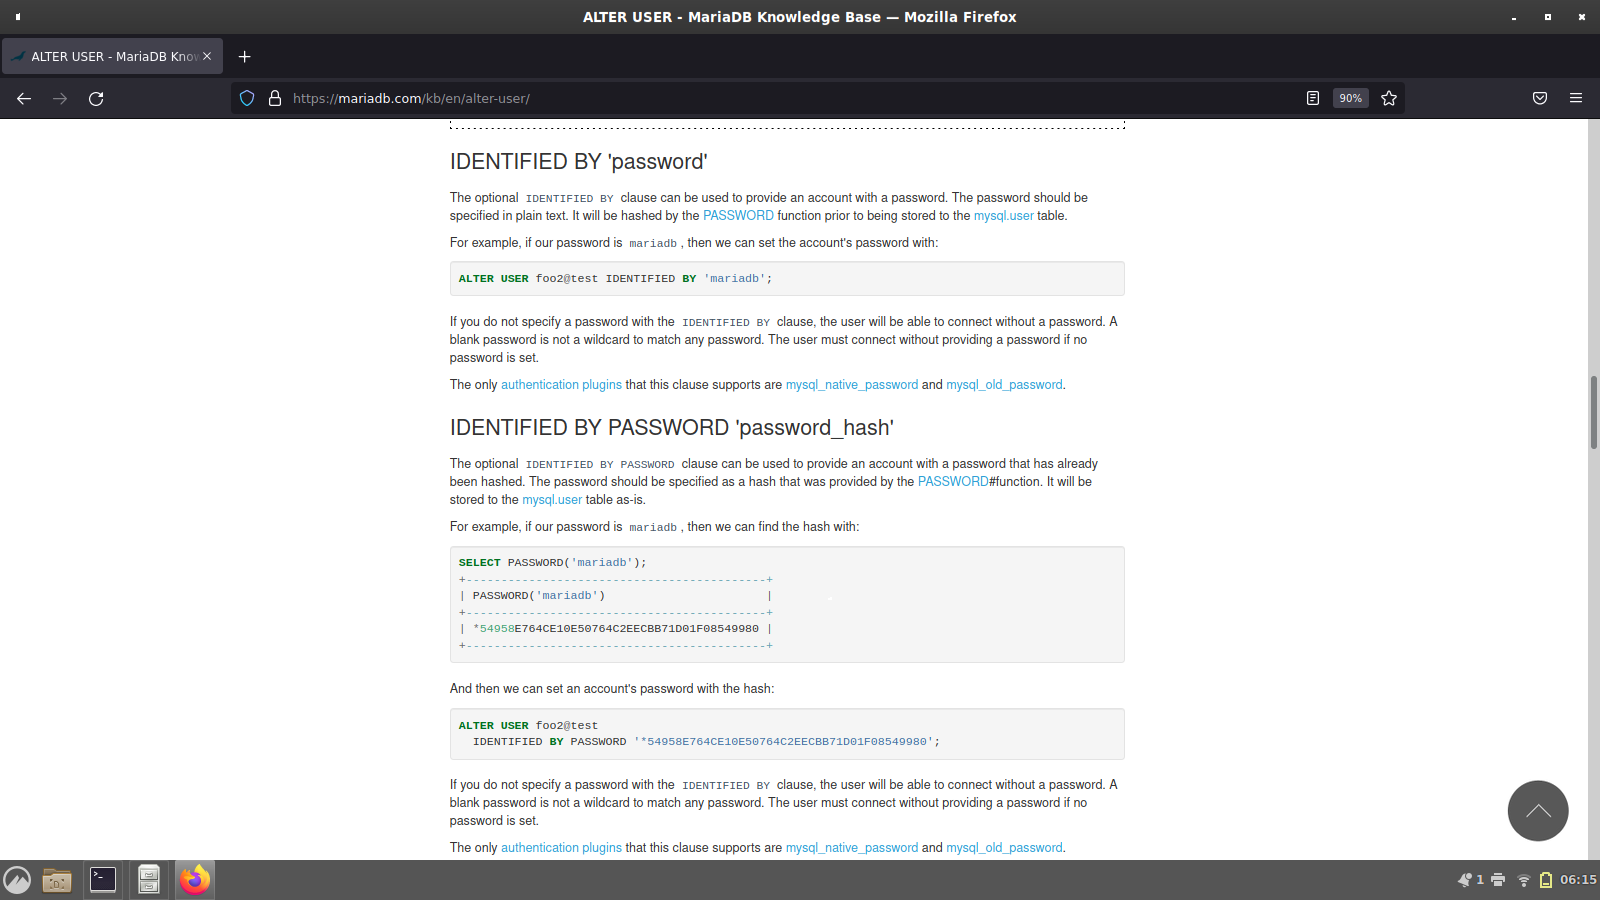 ALTER USER - MariaDB Knowledge Base — Mozilla Firefox
ALTER USER - MariaDB Know
https://mariadb.com/kb/en/alter-user/
90%
IDENTIFIED BY 'password'
The optional IDENTIFIED BY clause can be used to provide an account with a password. The password should be
specified in plain text. It will be hashed by the PASSWORD function prior to being stored to the mysql.user table.
For example, if our password is mariadb, then we can set the account's password with:
ALTER USER foo2@test IDENTIFIED BY 'mariadb';
If you do not specify a password with the IDENTIFIED BY clause, the user will be able to connect without a password. A
blank password is not a wildcard to match any password. The user must connect without providing a password if no
password is set.
The only authentication plugins that this clause supports are mysql_native_password and mysql_old_password.
IDENTIFIED BY PASSWORD 'password_hash'
The optional IDENTIFIED BY PASSWORD clause can be used to provide an account with a password that has already
been hashed. The password should be specified as a hash that was provided by the PASSWORD#function. It will be
stored to the mysql.user table as-is.
For example, if our password is mariadb, then we can find the hash with:
SELECT PASSWORD('mariadb');
+-------------------------------------------+
| PASSWORD('mariadb')                       |
+-------------------------------------------+
| *54958E764CE10E50764C2EECBB71D01F08549980 |
+-------------------------------------------+
And then we can set an account's password with the hash:
ALTER USER foo2@test
  IDENTIFIED BY PASSWORD '*54958E764CE10E50764C2EECBB71D01F08549980';
If you do not specify a password with the IDENTIFIED BY clause, the user will be able to connect without a password. A
blank password is not a wildcard to match any password. The user must connect without providing a password if no
password is set.
The only authentication plugins that this clause supports are mysql_native_password and mysql_old_password.
1
06:15